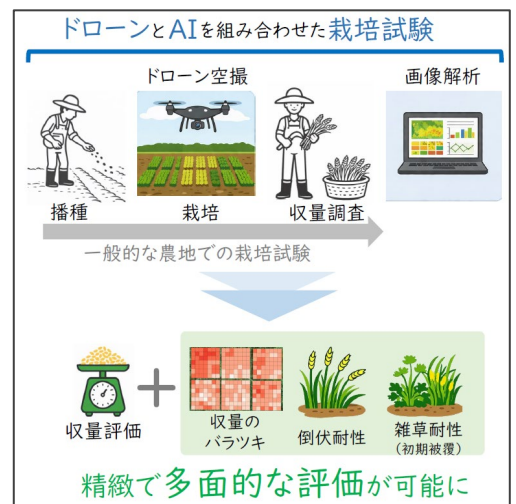 ドローンとAIを組み合わせた栽培試験
ドローン空撮
画像解析
播種
栽培
収量調査
一般的な農地での栽培試験
収量評価
収量の
バラツキ
倒伏耐性
雑草耐性
(初期被覆)
精緻で多面的な評価が可能に